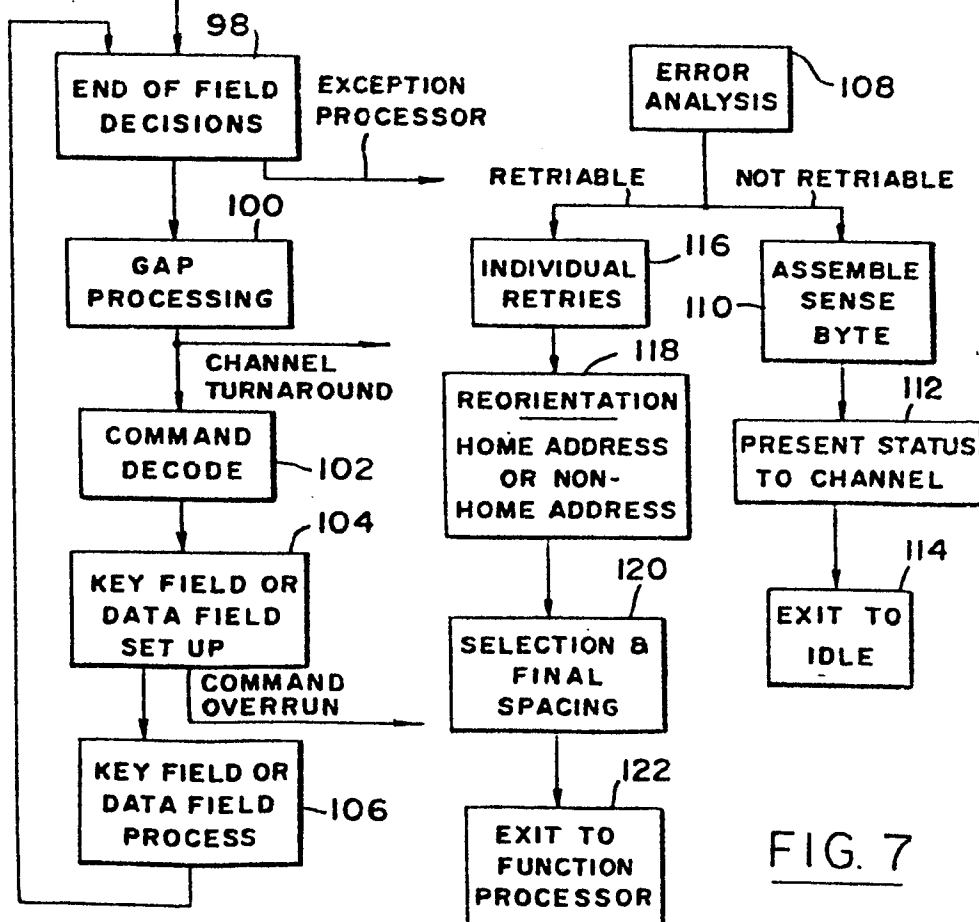 98
END OF FIELD
DECISIONS
EXCEPTION
PROCESSOR
100
GAP
PROCESSING
CHANNEL
TURNAROUND
COMMAND
DECODE
102
104
KEY FIELD OR
DATA FIELD
SET UP
COMMAND
OVERRUN
KEY FIELD OR
DATA FIELD
PROCESS
106
ERROR
ANALYSIS
108
RETRIABLE
NOT RETRIABLE
INDIVIDUAL
RETRIES
116
118
REORIENTATION
HOME ADDRESS
OR NON-
HOME ADDRESS
120
SELECTION &
FINAL
SPACING
122
EXIT TO
FUNCTION
PROCESSOR
110
ASSEMBLE
SENSE
BYTE
112
PRESENT STATUS
TO CHANNEL
114
EXIT TO
IDLE
FIG. 7